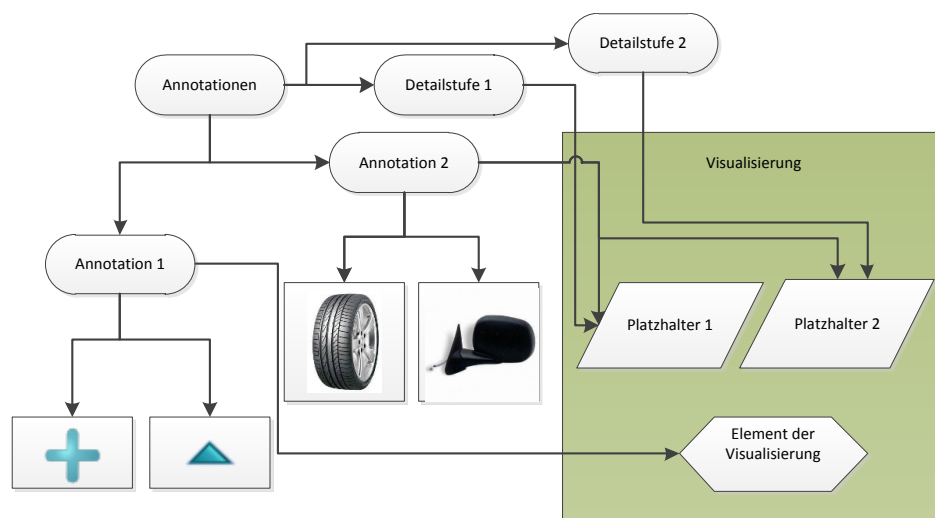 Detailstufe 2
Annotationen
Detailstufe 1
Annotation 2
Visualisierung
Annotation 1
Platzhalter 1
Platzhalter 2
Element der
Visualisierung